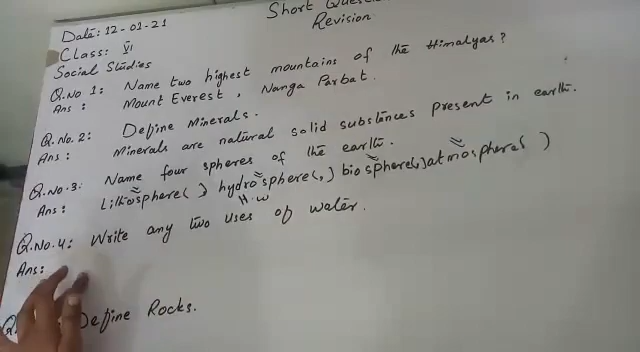 Short Quest
Revision.
Date: 12-01-21
Class: VI
Social Studies
Q.No 1: Name two highest mountains of the Himalyas?
Ans: Mount Everest, Nanga Parbat.
Q.No.2: Define Minerals.
Ans: Minerals are natural solid substances present in earth.
Q.No.3: Name four spheres of the earth.
Ans: Lithosphere( ) hydrosphere(,) biosphere(,) atmosphere( )
H.W
Q.No.4: Write any two uses of water.
Ans:
Q Define Rocks.